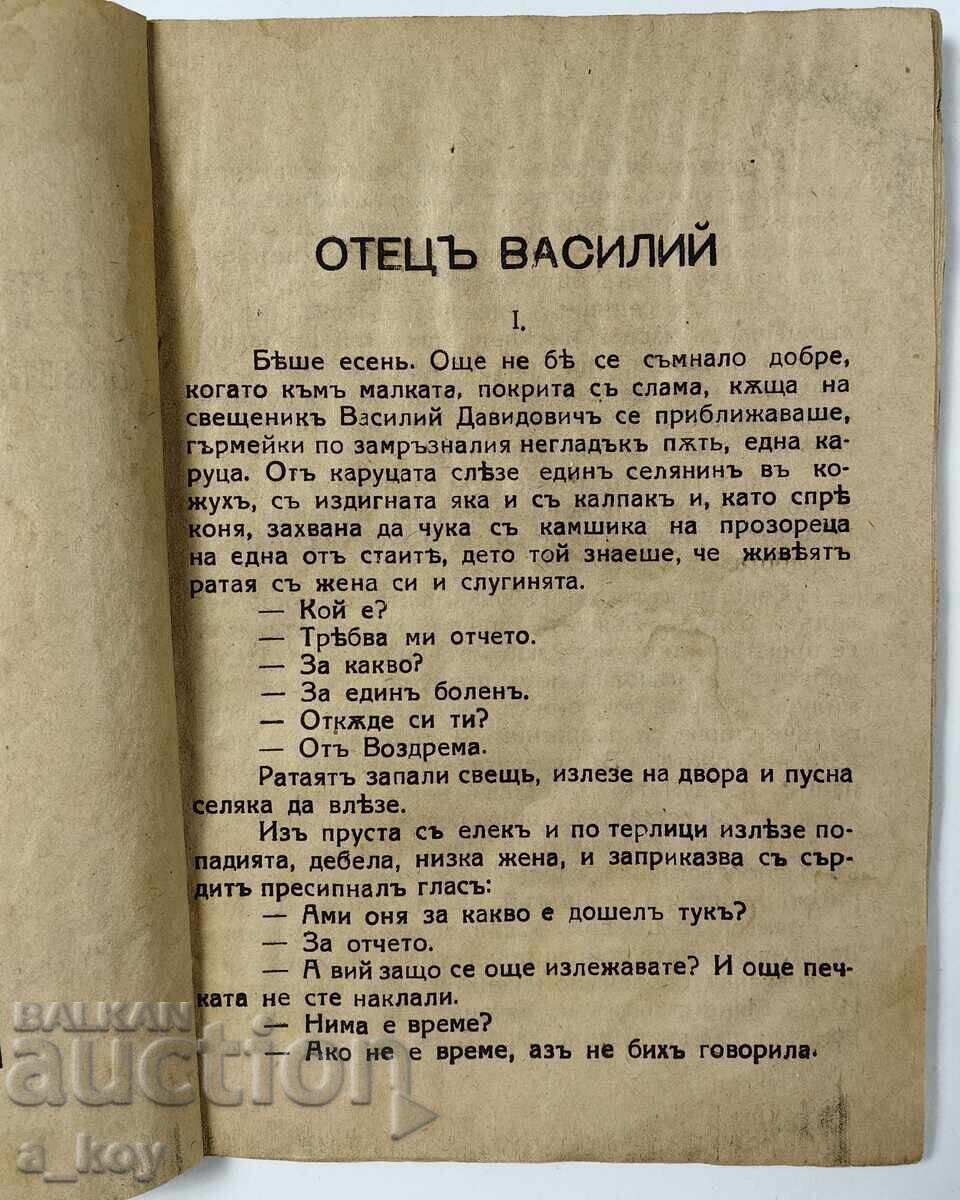 ОТЕЦЪ ВАСИЛИЙ
I.
Бѣше есень. Още не бѣ се съмнало добре,
когато къмъ малката, покрита съ слама, кѫща на
свещеникъ Василий Давидовичъ се приближаваше,
гърмейки по замръзналия негладъкъ пѫть, една ка-
руца. Отъ каруцата слѣзе единъ селянинъ въ ко-
жухъ, съ издигната яка и съ калпакъ и, като спрѣ
коня, захвана да чука съ камшика на прозореца
на една отъ стаитѣ, дето той знаеше, че живѣятъ
ратая съ жена си и слугинята.
— Кой е?
— Трѣбва ми отчето.
— За какво?
— За единъ боленъ.
— Откѫде си ти?
— Отъ Воздрема.
Ратаятъ запали свещь, излезе на двора и пусна
селяка да влѣзе.
Изъ пруста съ елекъ и по терлици излѣзе по-
падията, дебела, низка жена, и заприказва съ сър-
дитъ пресипналъ гласъ:
— Ами оня за какво е дошелъ тукъ?
— За отчето.
— А вий защо се още излежавате? И още печ-
ката не сте наклали.
— Нима е време?
— Ако не е време, азъ не бихъ говорила.
BALKAN
auction
a_koy